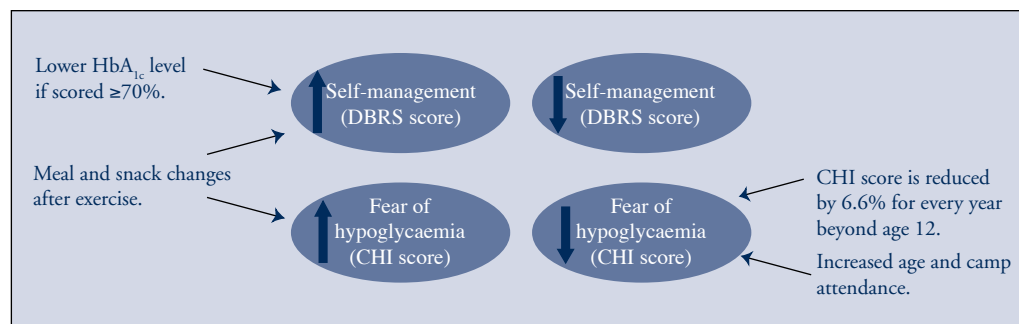 Lower HbA1c level
if scored ≥70%.
Self-management
(DBRS score)
Self-management
(DBRS score)
Meal and snack changes
after exercise.
Fear of
hypoglycaemia
(CHI score)
Fear of
hypoglycaemia
(CHI score)
CHI score is reduced
by 6.6% for every year
beyond age 12.
Increased age and camp
attendance.